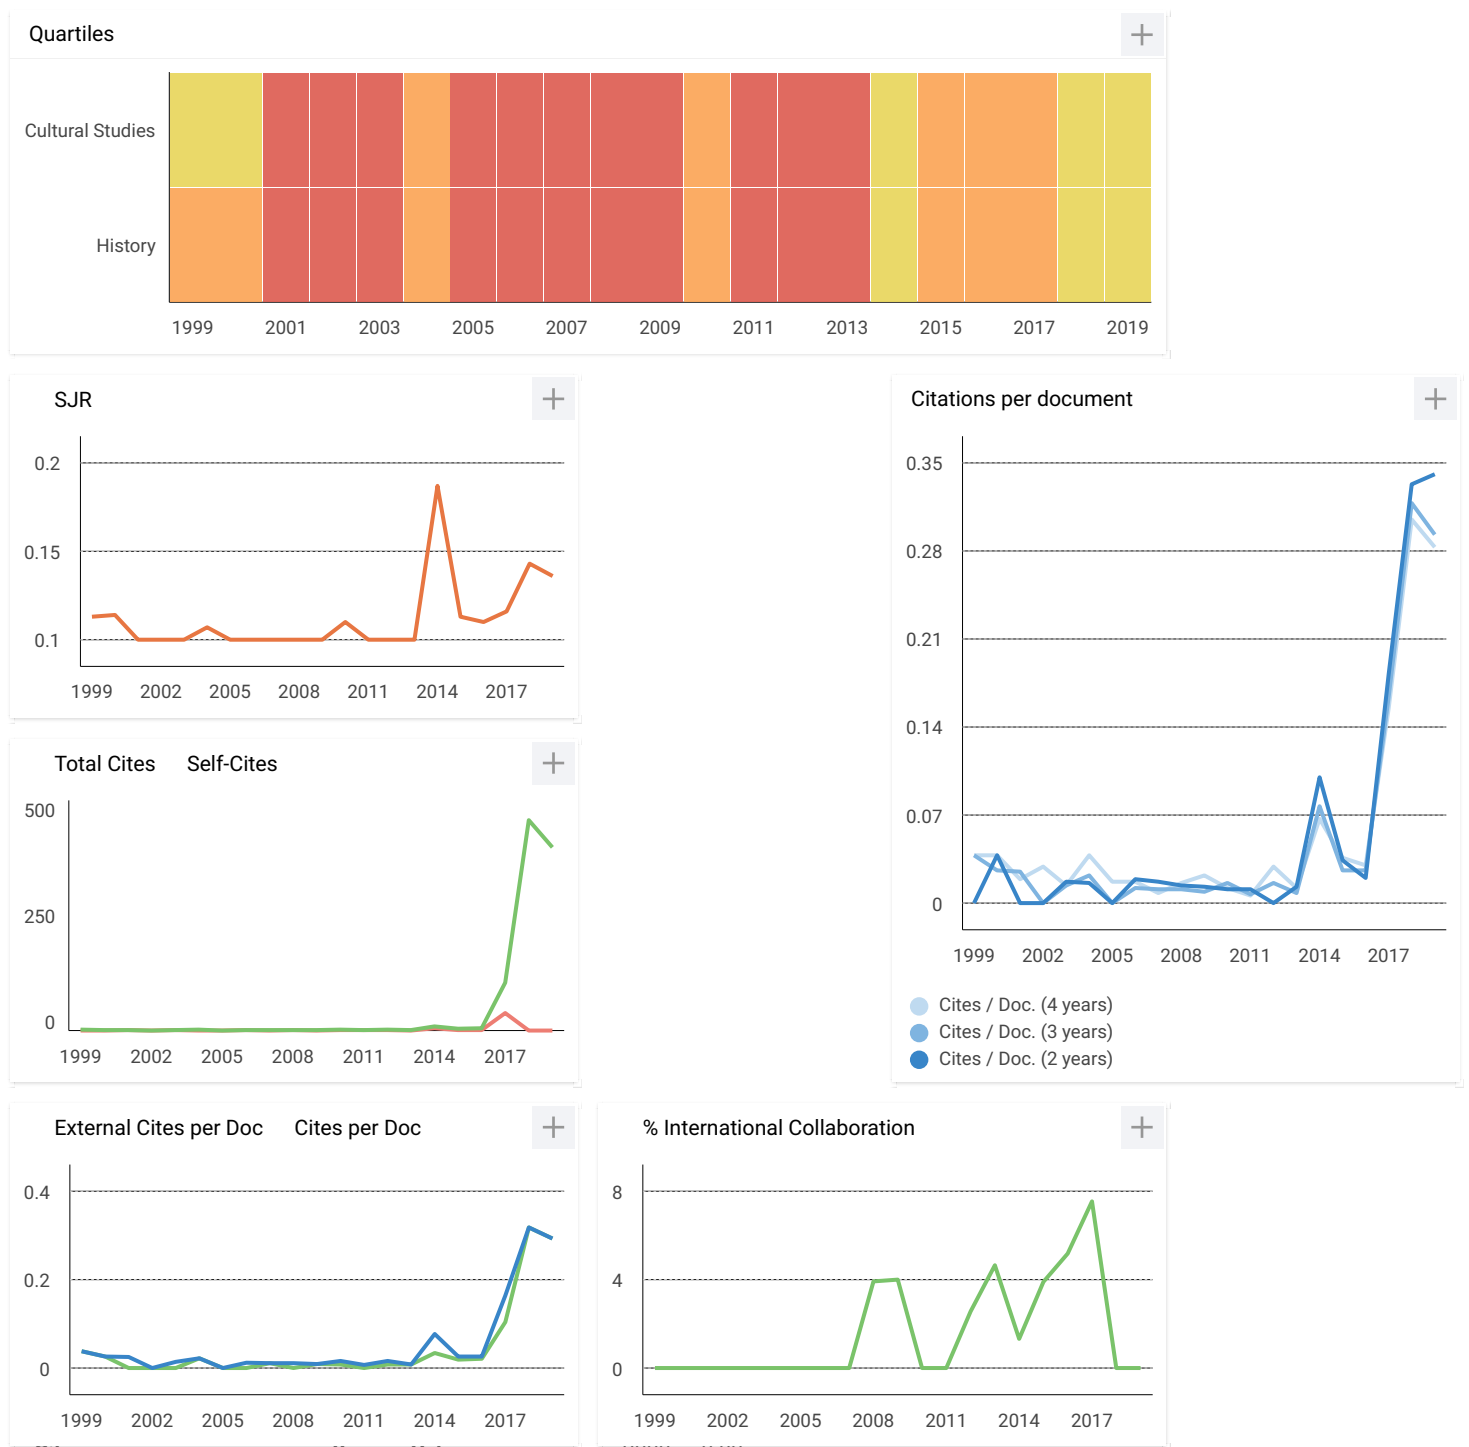 Quartiles
Cultural Studies
History
1999 2001 2003 2005 2007 2009 2011 2013 2015 2017 2019
SJR
0.2
0.15
0.1
1999 2002 2005 2008 2011 2014 2017
Citations per document
0.35
0.28
0.21
0.14
0.07
0
1999 2002 2005 2008 2011 2014 2017
Cites / Doc. (4 years)
Cites / Doc. (3 years)
Cites / Doc. (2 years)
Total Cites Self-Cites
500
250
0
1999 2002 2005 2008 2011 2014 2017
External Cites per Doc Cites per Doc
0.4
0.2
0
1999 2002 2005 2008 2011 2014 2017
% International Collaboration
8
4
0
1999 2002 2005 2008 2011 2014 2017